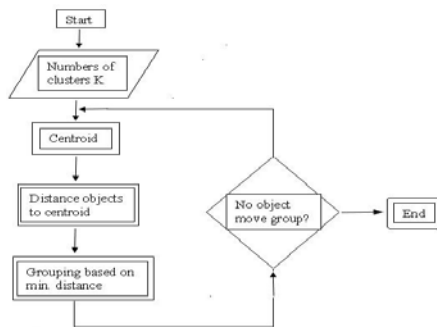 Start
Numbers of
clusters K
Centroid
Distance objects
to centroid
Grouping based on
min. distance
No object
move group?
End